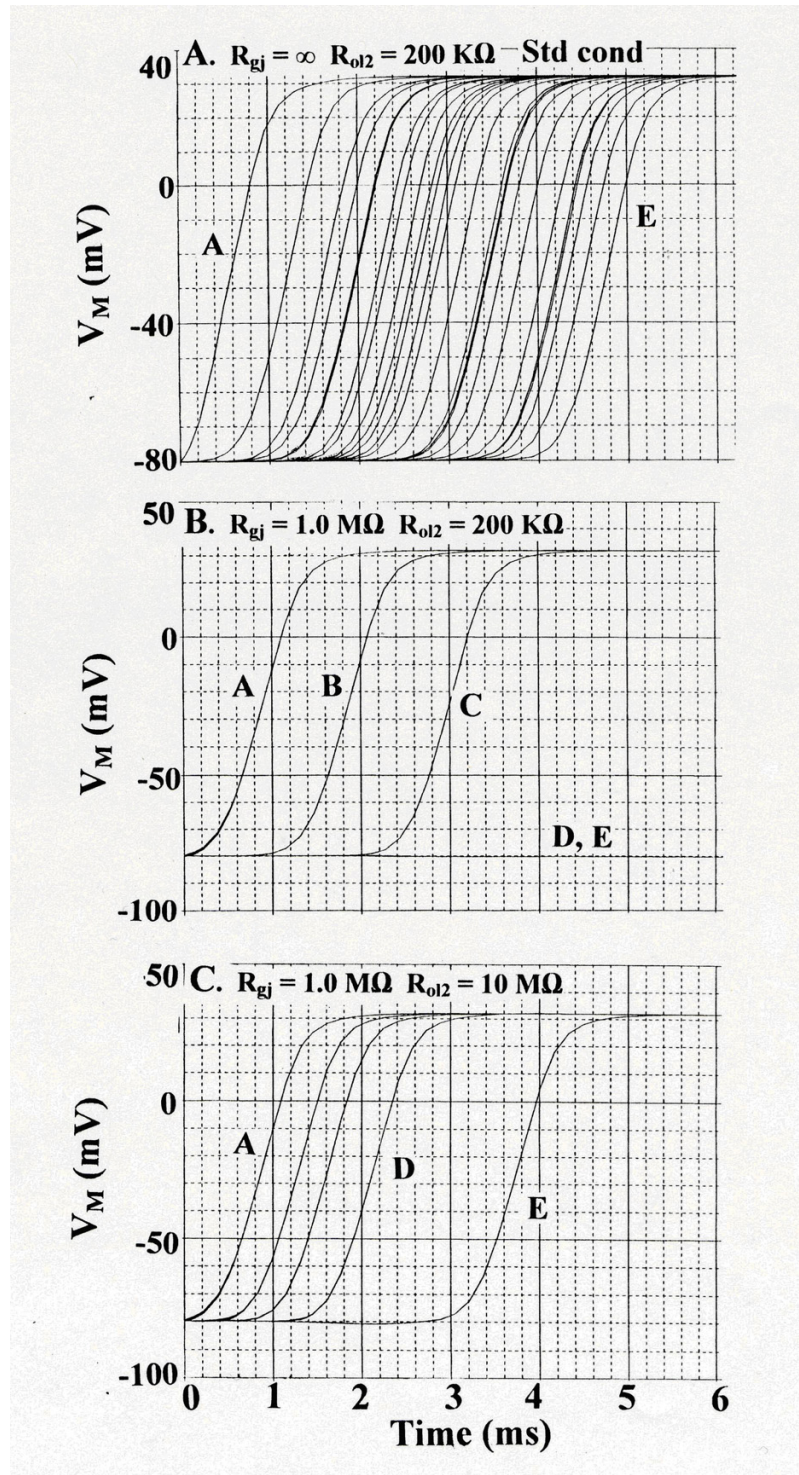 A. Rgj = ∞ Rol2 = 200 KΩ Std cond
40
0
-40
-80
VM (mV)
A
E
B. Rgj = 1.0 MΩ Rol2 = 200 KΩ
50
0
-50
-100
VM (mV)
A
B
C
D, E
C. Rgj = 1.0 MΩ Rol2 = 10 MΩ
50
0
-50
-100
VM (mV)
A
D
E
0 1 2 3 4 5 6
Time (ms)